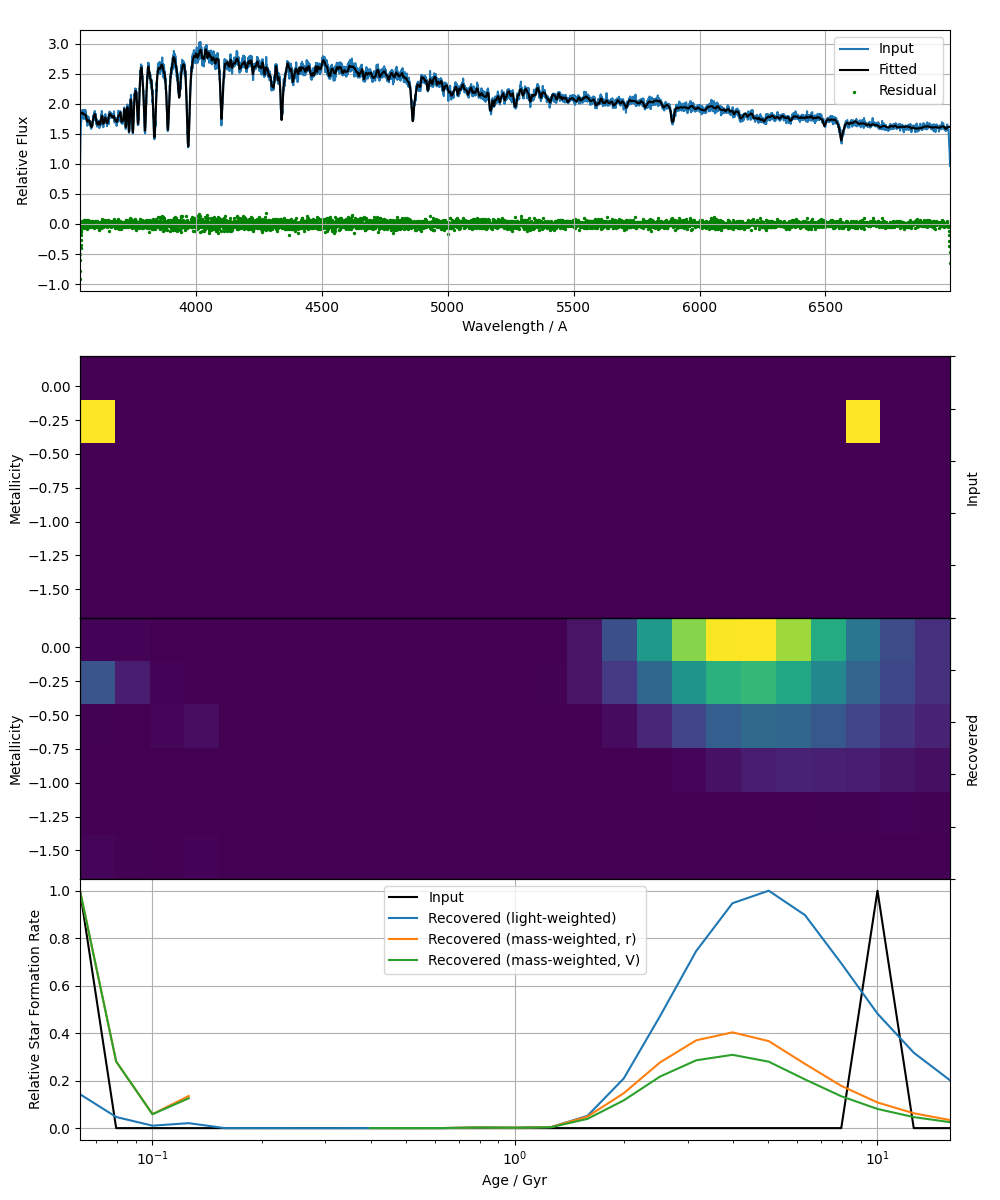 3.0
2.5
2.0
1.5
1.0
0.5
0.0
−0.5
−1.0
Relative Flux
Input
Fitted
Residual
4000
4500
5000
5500
6000
6500
Wavelength / A
0.00
−0.25
−0.50
−0.75
−1.00
−1.25
−1.50
Metallicity
Input
0.00
−0.25
−0.50
−0.75
−1.00
−1.25
−1.50
Metallicity
Recovered
1.0
0.8
0.6
0.4
0.2
0.0
Relative Star Formation Rate
Input
Recovered (light-weighted)
Recovered (mass-weighted, r)
Recovered (mass-weighted, V)
10⁻¹
10⁰
10¹
Age / Gyr